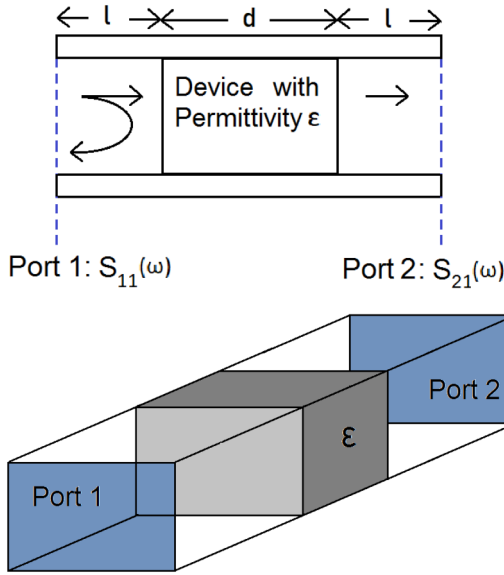 l d l
Device with
Permittivity ε
Port 1: S₁₁(ω) Port 2: S₂₁(ω)
Port 2
ε
Port 1